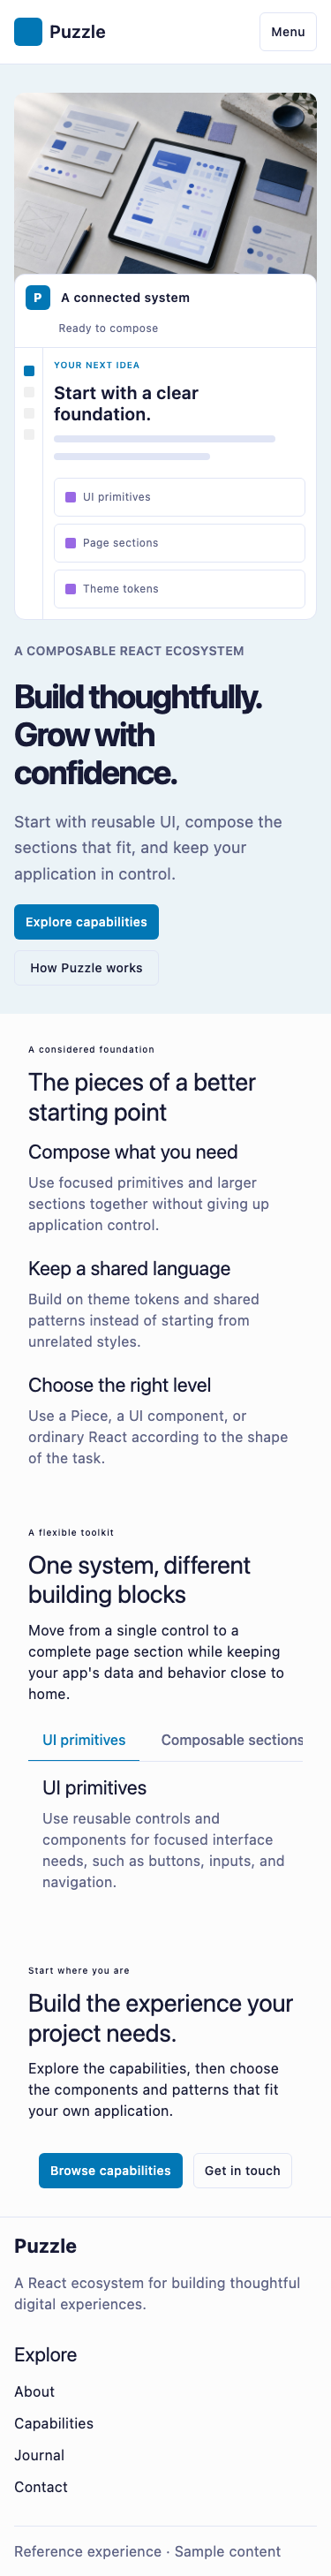 Puzzle
Menu
P
A connected system
Ready to compose
YOUR NEXT IDEA
Start with a clear
foundation.
UI primitives
Page sections
Theme tokens
A COMPOSABLE REACT ECOSYSTEM
Build thoughtfully.
Grow with
confidence.
Start with reusable UI, compose the
sections that fit, and keep your
application in control.
Explore capabilities
How Puzzle works
A considered foundation
The pieces of a better
starting point
Compose what you need
Use focused primitives and larger
sections together without giving up
application control.
Keep a shared language
Build on theme tokens and shared
patterns instead of starting from
unrelated styles.
Choose the right level
Use a Piece, a UI component, or
ordinary React according to the shape
of the task.
A flexible toolkit
One system, different
building blocks
Move from a single control to a
complete page section while keeping
your app's data and behavior close to
home.
UI primitives
Composable sections
UI primitives
Use reusable controls and
components for focused interface
needs, such as buttons, inputs, and
navigation.
Start where you are
Build the experience your
project needs.
Explore the capabilities, then choose
the components and patterns that fit
your own application.
Browse capabilities
Get in touch
Puzzle
A React ecosystem for building thoughtful
digital experiences.
Explore
About
Capabilities
Journal
Contact
Reference experience · Sample content